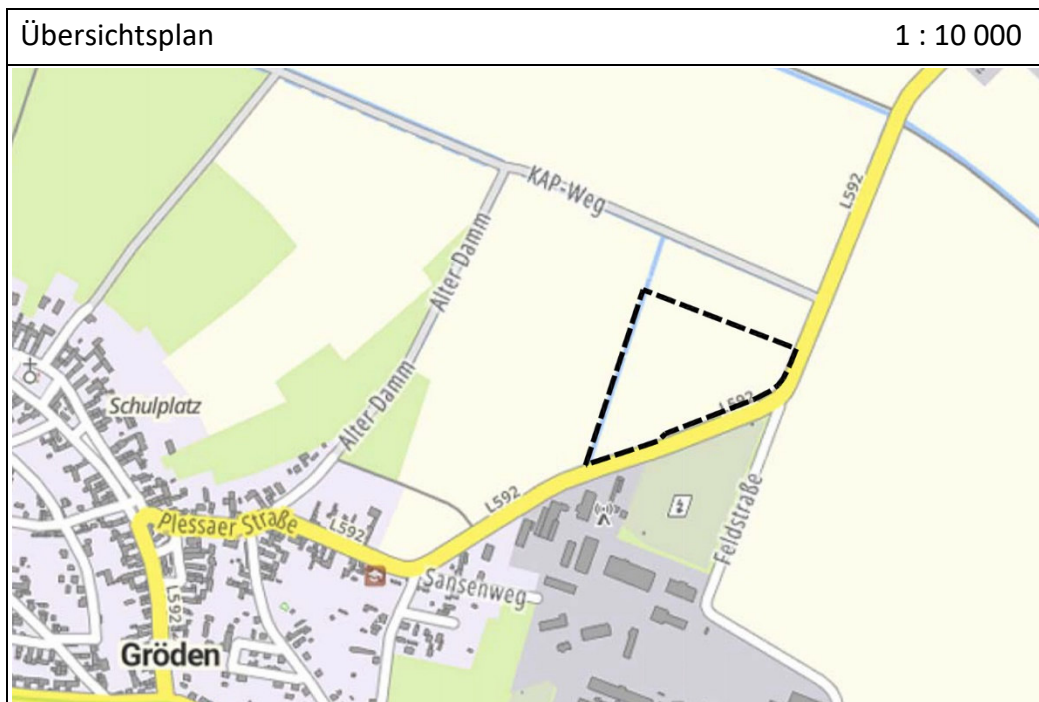 Übersichtsplan 1 : 10 000
KAP-Weg
L592
Alter Damm
Alter Damm
Schulplatz
L592
L592
Feldstraße
Plessaer Straße
L592
Sansenweg
L592
Gröden